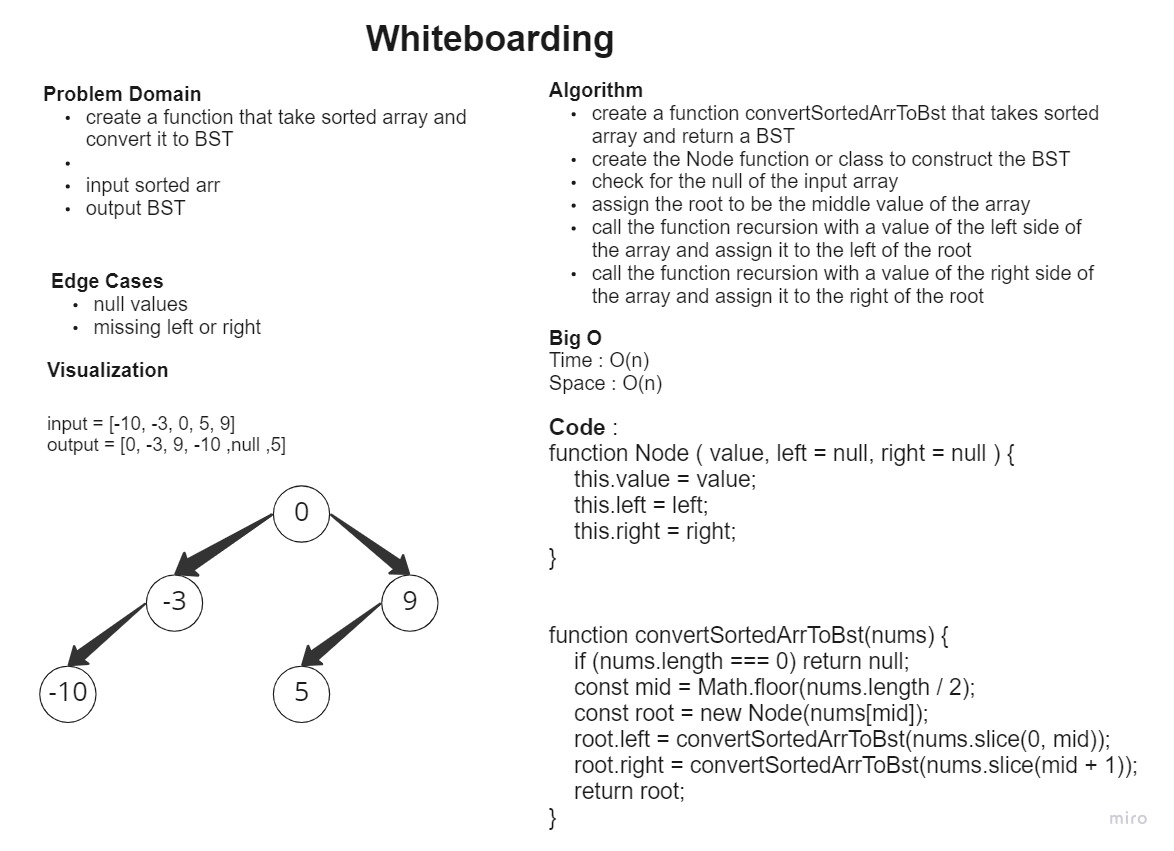 Whiteboarding
Problem Domain
• create a function that take sorted array and
convert it to BST
•
• input sorted arr
• output BST
Edge Cases
• null values
• missing left or right
Visualization
input = [-10, -3, 0, 5, 9]
output = [0, -3, 9, -10 ,null ,5]
0
-3
9
-10
5
Algorithm
• create a function convertSortedArrToBst that takes sorted
array and return a BST
• create the Node function or class to construct the BST
• check for the null of the input array
• assign the root to be the middle value of the array
• call the function recursion with a value of the left side of
the array and assign it to the left of the root
• call the function recursion with a value of the right side of
the array and assign it to the right of the root
Big O
Time : O(n)
Space : O(n)
Code :
function Node ( value, left = null, right = null ) {
    this.value = value;
    this.left = left;
    this.right = right;
}
function convertSortedArrToBst(nums) {
    if (nums.length === 0) return null;
    const mid = Math.floor(nums.length / 2);
    const root = new Node(nums[mid]);
    root.left = convertSortedArrToBst(nums.slice(0, mid));
    root.right = convertSortedArrToBst(nums.slice(mid + 1));
    return root;
}
miro